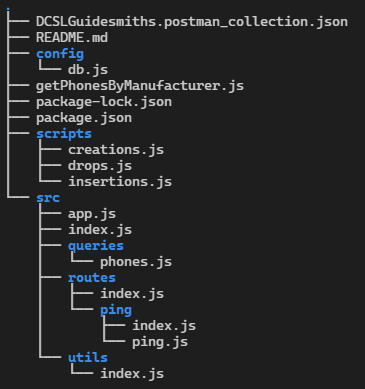 .
├── DCSLGuidesmiths.postman_collection.json
├── README.md
├── config
│   └── db.js
├── getPhonesByManufacturer.js
├── package-lock.json
├── package.json
├── scripts
│   ├── creations.js
│   ├── drops.js
│   └── insertions.js
└── src
    ├── app.js
    ├── index.js
    ├── queries
    │   └── phones.js
    ├── routes
    │   ├── index.js
    │   └── ping
    │       ├── index.js
    │       └── ping.js
    └── utils
        └── index.js